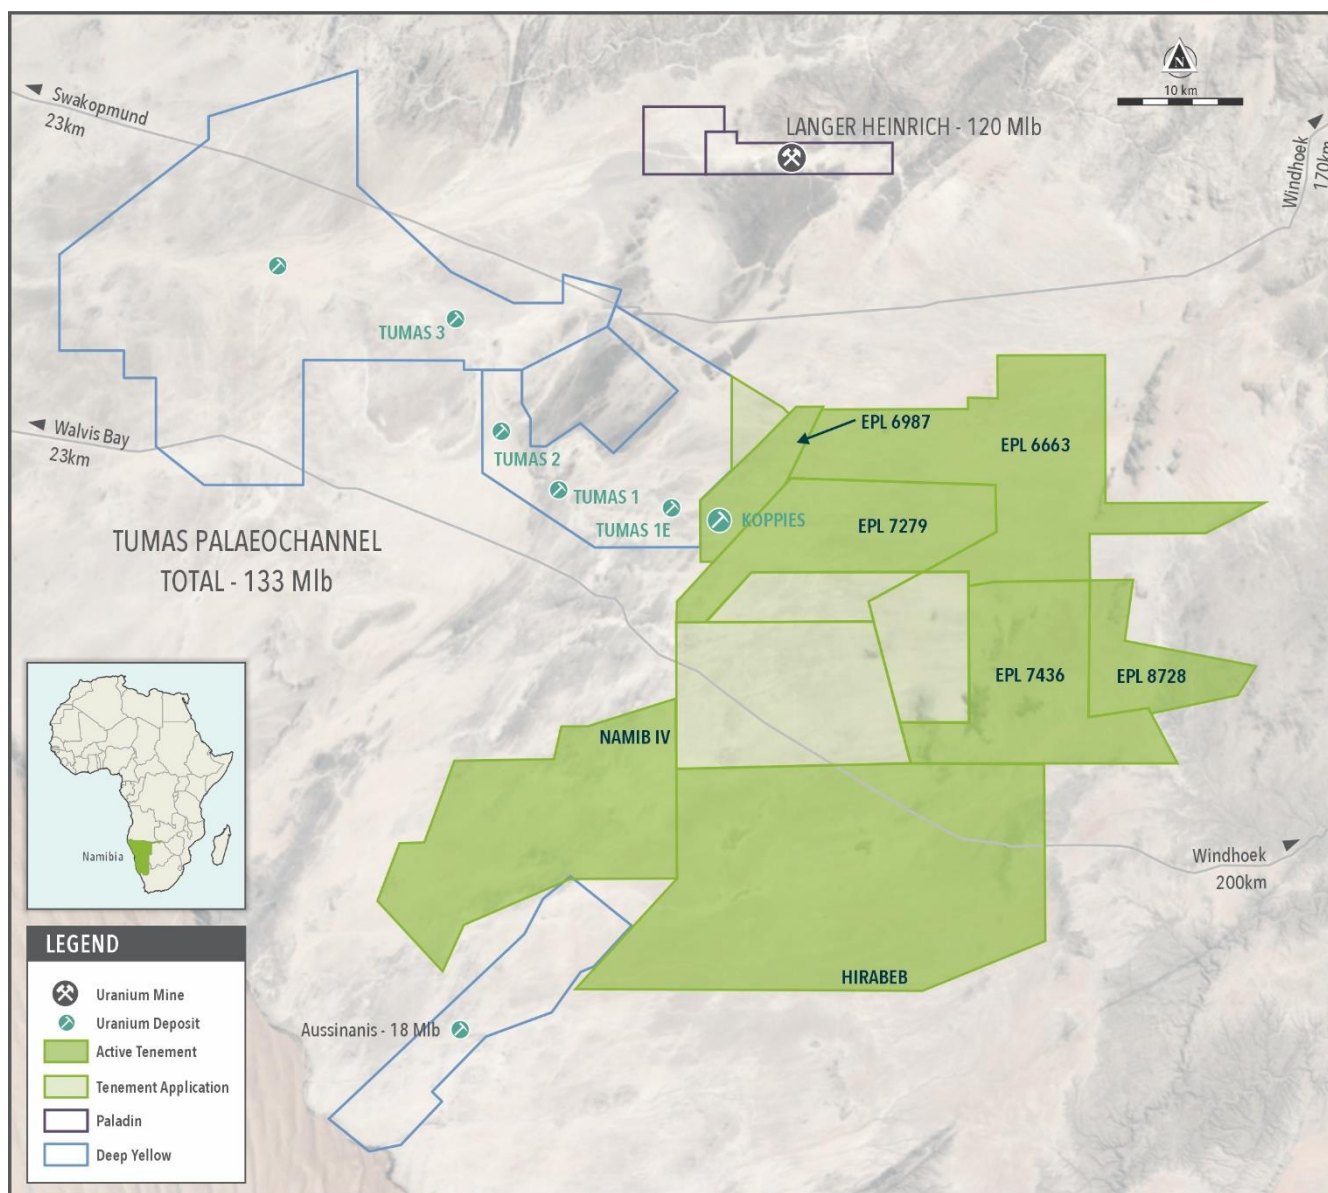 N
10 km
Swakopmund
23km
LANGER HEINRICH - 120 Mlb
Windhoek
170km
TUMAS 3
Walvis Bay
23km
EPL 6987
EPL 6663
TUMAS 2
TUMAS 1
TUMAS 1E
KOPPIES
EPL 7279
TUMAS PALAEOCHANNEL
TOTAL - 133 Mlb
EPL 7436
EPL 8728
NAMIB IV
Namibia
Windhoek
200km
HIRABEB
Aussinanis - 18 Mlb
LEGEND
Uranium Mine
Uranium Deposit
Active Tenement
Tenement Application
Paladin
Deep Yellow